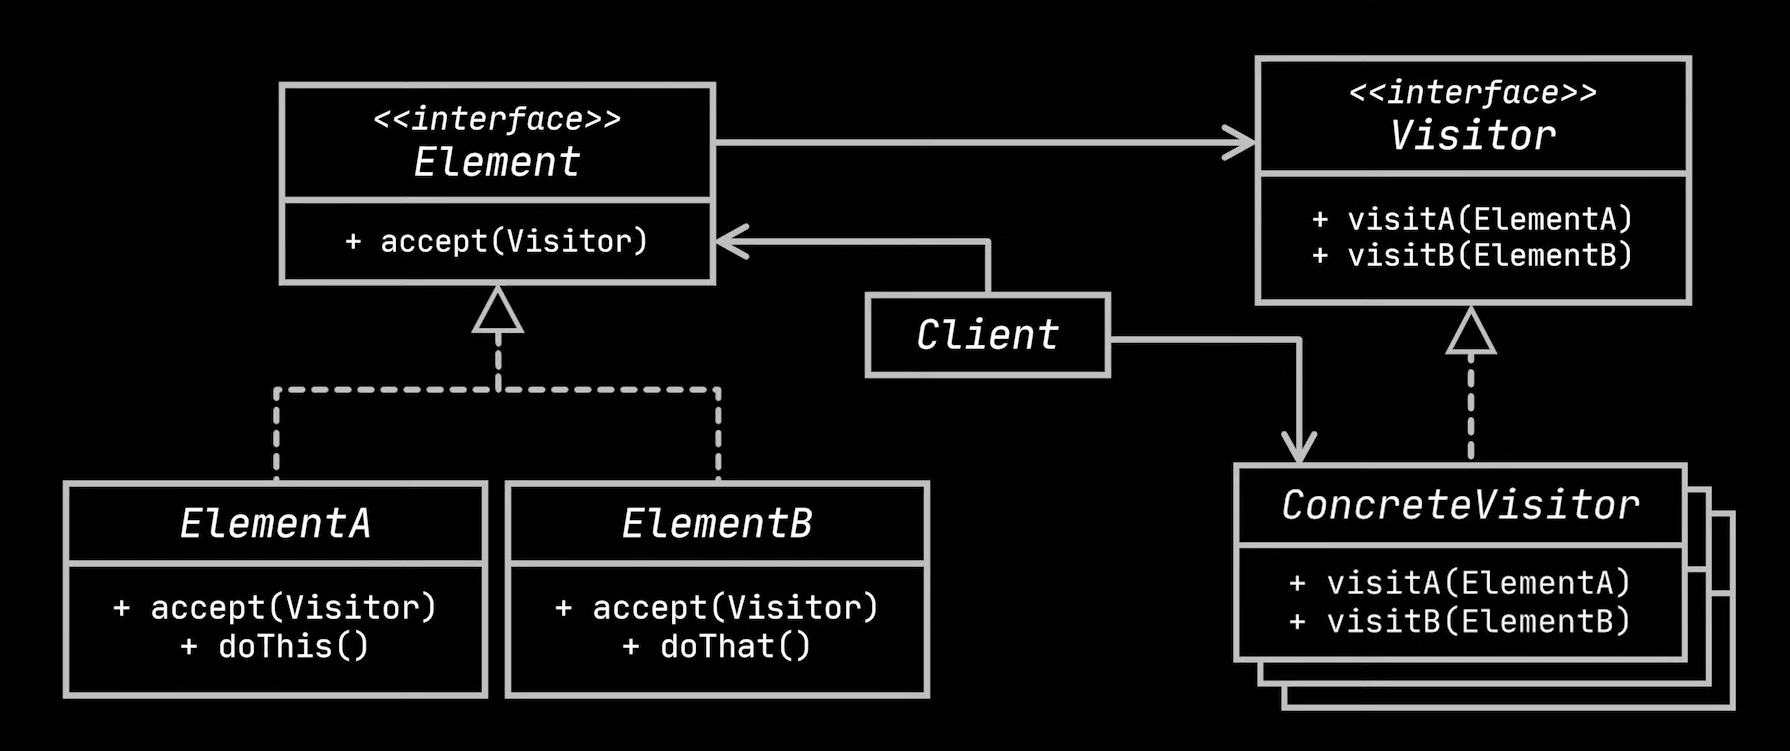 <<interface>>
Element
+ accept(Visitor)
<<interface>>
Visitor
+ visitA(ElementA)
+ visitB(ElementB)
Client
ElementA
+ accept(Visitor)
+ doThis()
ElementB
+ accept(Visitor)
+ doThat()
ConcreteVisitor
+ visitA(ElementA)
+ visitB(ElementB)